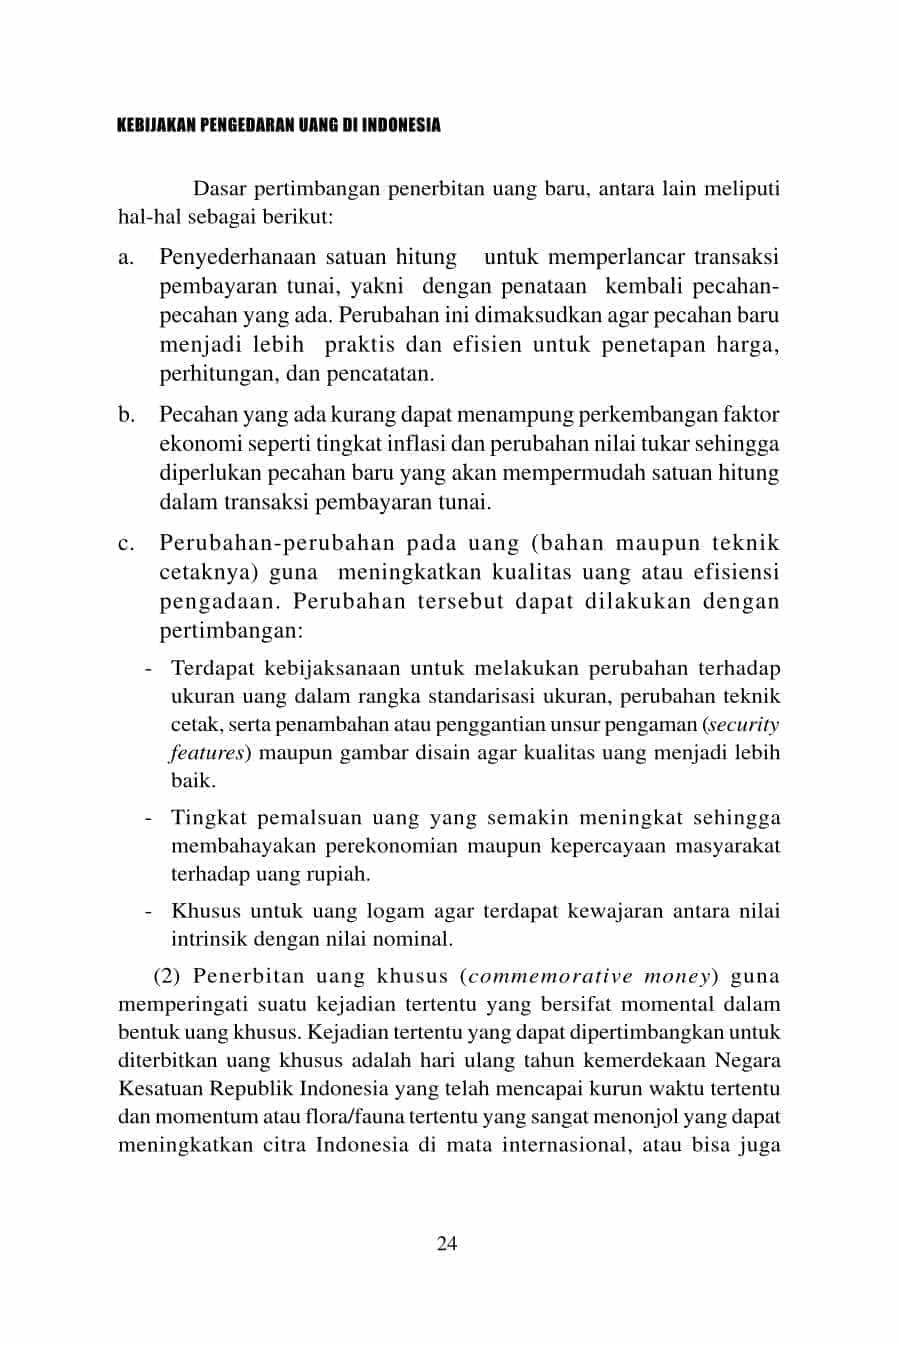 KEBIJAKAN PENGEDARAN UANG DI INDONESIA
Dasar pertimbangan penerbitan uang baru, antara lain meliputi
hal-hal sebagai berikut:
a. Penyederhanaan satuan hitung untuk memperlancar transaksi
pembayaran tunai, yakni dengan penataan kembali pecahan-
pecahan yang ada. Perubahan ini dimaksudkan agar pecahan baru
menjadi lebih praktis dan efisien untuk penetapan harga,
perhitungan, dan pencatatan.
b. Pecahan yang ada kurang dapat menampung perkembangan faktor
ekonomi seperti tingkat inflasi dan perubahan nilai tukar sehingga
diperlukan pecahan baru yang akan mempermudah satuan hitung
dalam transaksi pembayaran tunai.
c. Perubahan-perubahan pada uang (bahan maupun teknik
cetaknya) guna meningkatkan kualitas uang atau efisiensi
pengadaan. Perubahan tersebut dapat dilakukan dengan
pertimbangan:
- Terdapat kebijaksanaan untuk melakukan perubahan terhadap
ukuran uang dalam rangka standarisasi ukuran, perubahan teknik
cetak, serta penambahan atau penggantian unsur pengaman (security
features) maupun gambar disain agar kualitas uang menjadi lebih
baik.
- Tingkat pemalsuan uang yang semakin meningkat sehingga
membahayakan perekonomian maupun kepercayaan masyarakat
terhadap uang rupiah.
- Khusus untuk uang logam agar terdapat kewajaran antara nilai
intrinsik dengan nilai nominal.
(2) Penerbitan uang khusus (commemorative money) guna
memperingati suatu kejadian tertentu yang bersifat momental dalam
bentuk uang khusus. Kejadian tertentu yang dapat dipertimbangkan untuk
diterbitkan uang khusus adalah hari ulang tahun kemerdekaan Negara
Kesatuan Republik Indonesia yang telah mencapai kurun waktu tertentu
dan momentum atau flora/fauna tertentu yang sangat menonjol yang dapat
meningkatkan citra Indonesia di mata internasional, atau bisa juga
24